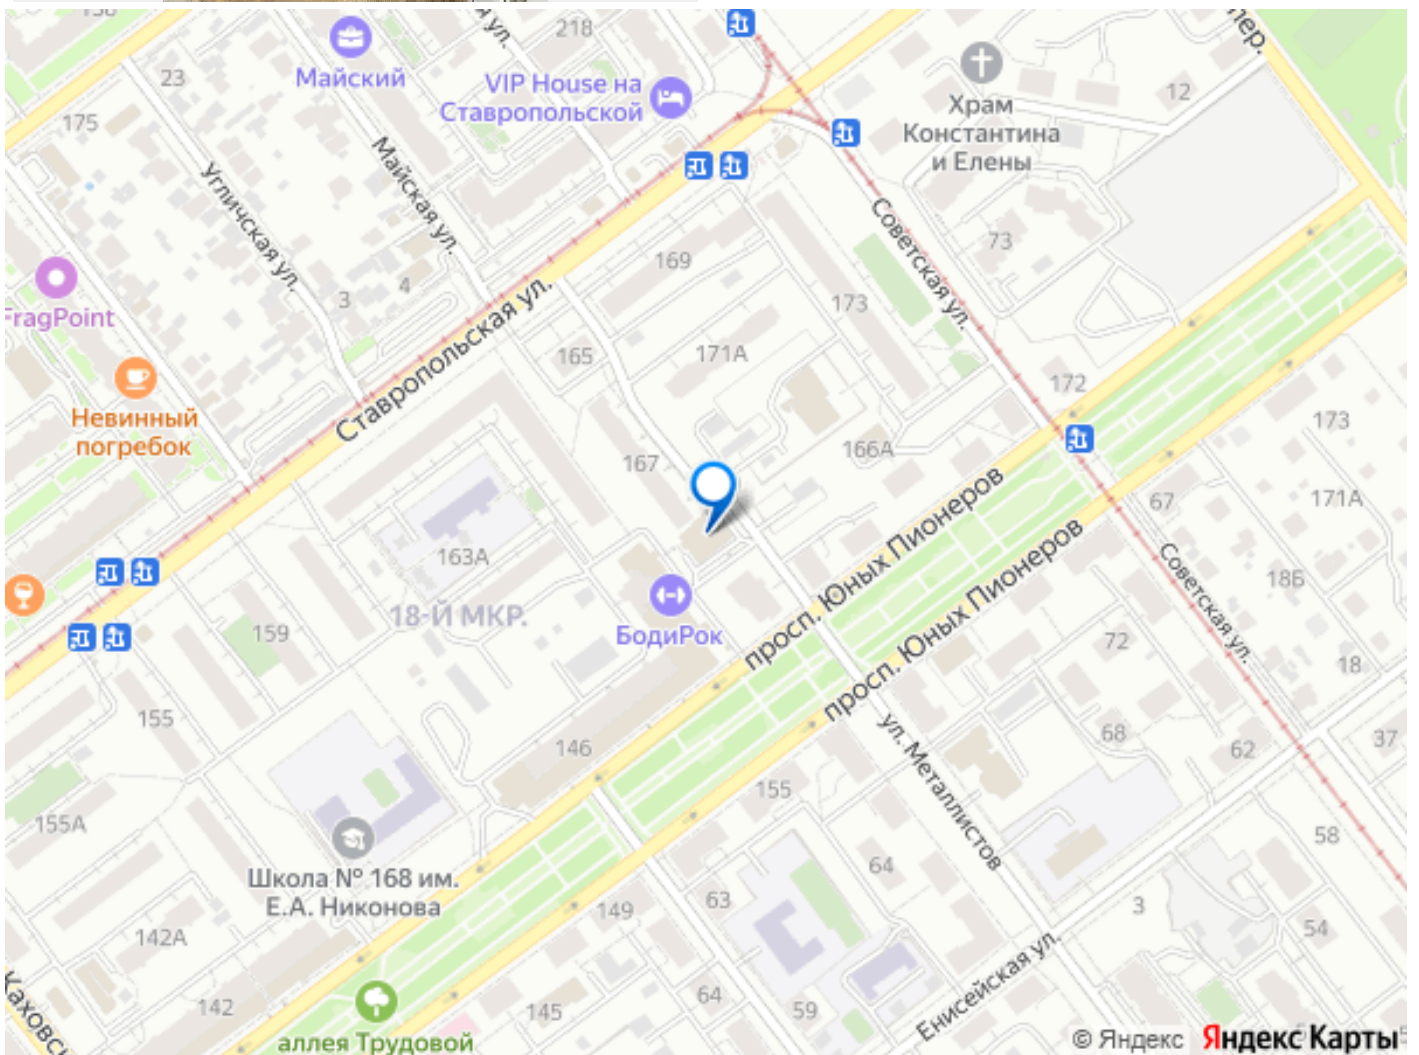 218
Майский
23
VIP House на
Ставропольской
175
12
Храм
Константина
и Елены
пер.
Майская ул.
Угличская ул.
Советская ул.
73
169
173
3
4
FragPoint
Ставропольская ул.
165
171А
172
Невинный
погребок
173
167
166А
171А
67
163А
просп. Юных Пионеров
просп. Юных Пионеров
Советская ул.
18Б
БодиРок
18-Й МКР.
159
72
18
155
146
68
62
37
ул. Металлистов
155
155А
58
64
Школа № 168 им.
Е.А. Никонова
63
149
3
142А
54
Енисейская ул.
142
64
59
145
аллея Трудовой
© Яндекс Яндекс Карты